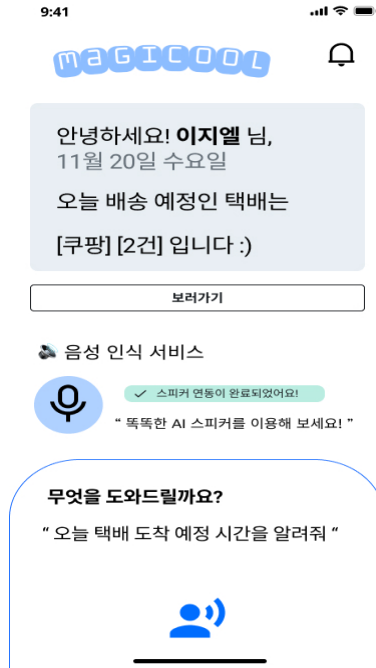 9:41
MAGICOOL
안녕하세요! 이지엘 님,
11월 20일 수요일
오늘 배송 예정인 택배는
[쿠팡] [2건] 입니다 :)
보러가기
음성 인식 서비스
스피커 연동이 완료되었어요!
“ 똑똑한 AI 스피커를 이용해 보세요! ”
무엇을 도와드릴까요?
“ 오늘 택배 도착 예정 시간을 알려줘 “